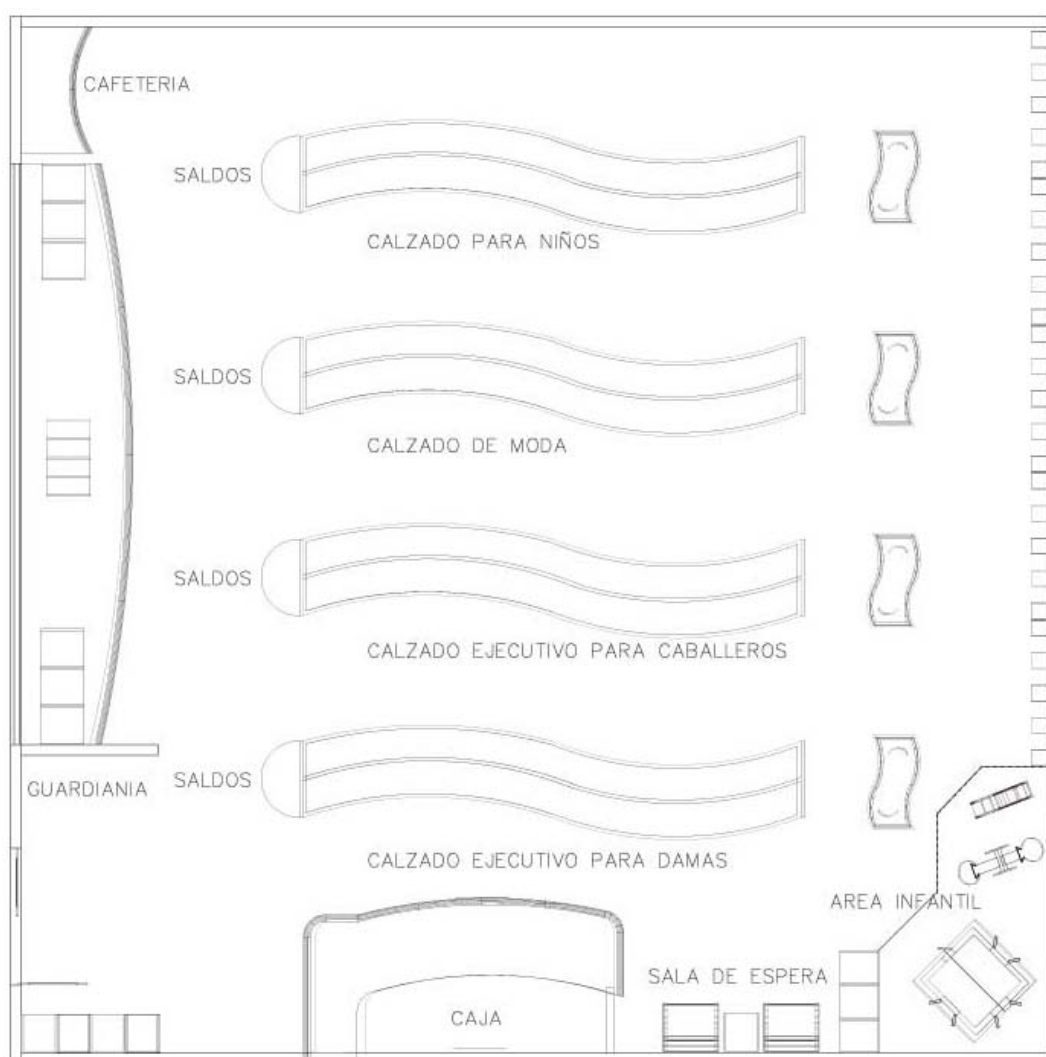 CAFETERIA
SALDOS
CALZADO PARA NIÑOS
SALDOS
CALZADO DE MODA
SALDOS
CALZADO EJECUTIVO PARA CABALLEROS
GUARDIANIA
SALDOS
CALZADO EJECUTIVO PARA DAMAS
AREA INFANTIL
SALA DE ESPERA
CAJA